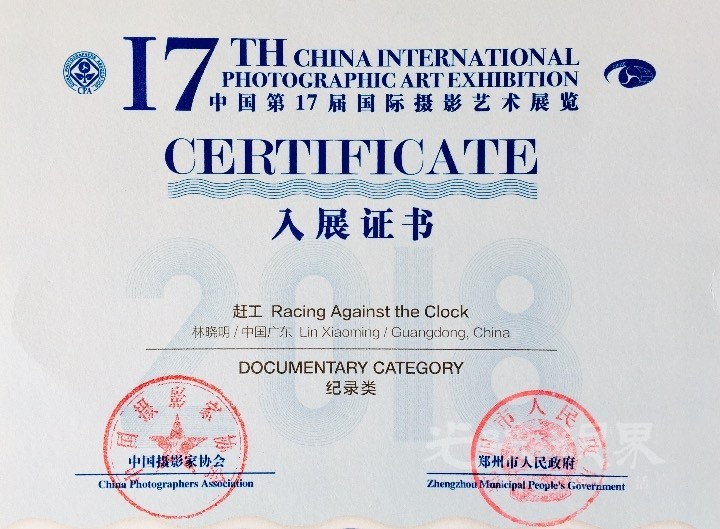 17TH CHINA INTERNATIONAL
PHOTOGRAPHIC ART EXHIBITION
中国第17届国际摄影艺术展览
CERTIFICATE
入展证书
2018
赶工 Racing Against the Clock
林晓明 / 中国广东 Lin Xiaoming / Guangdong, China
DOCUMENTARY CATEGORY
纪录类
中国摄影家协会
China Photographers Association
郑州市人民政府
Zhengzhou Municipal People's Government
CPA